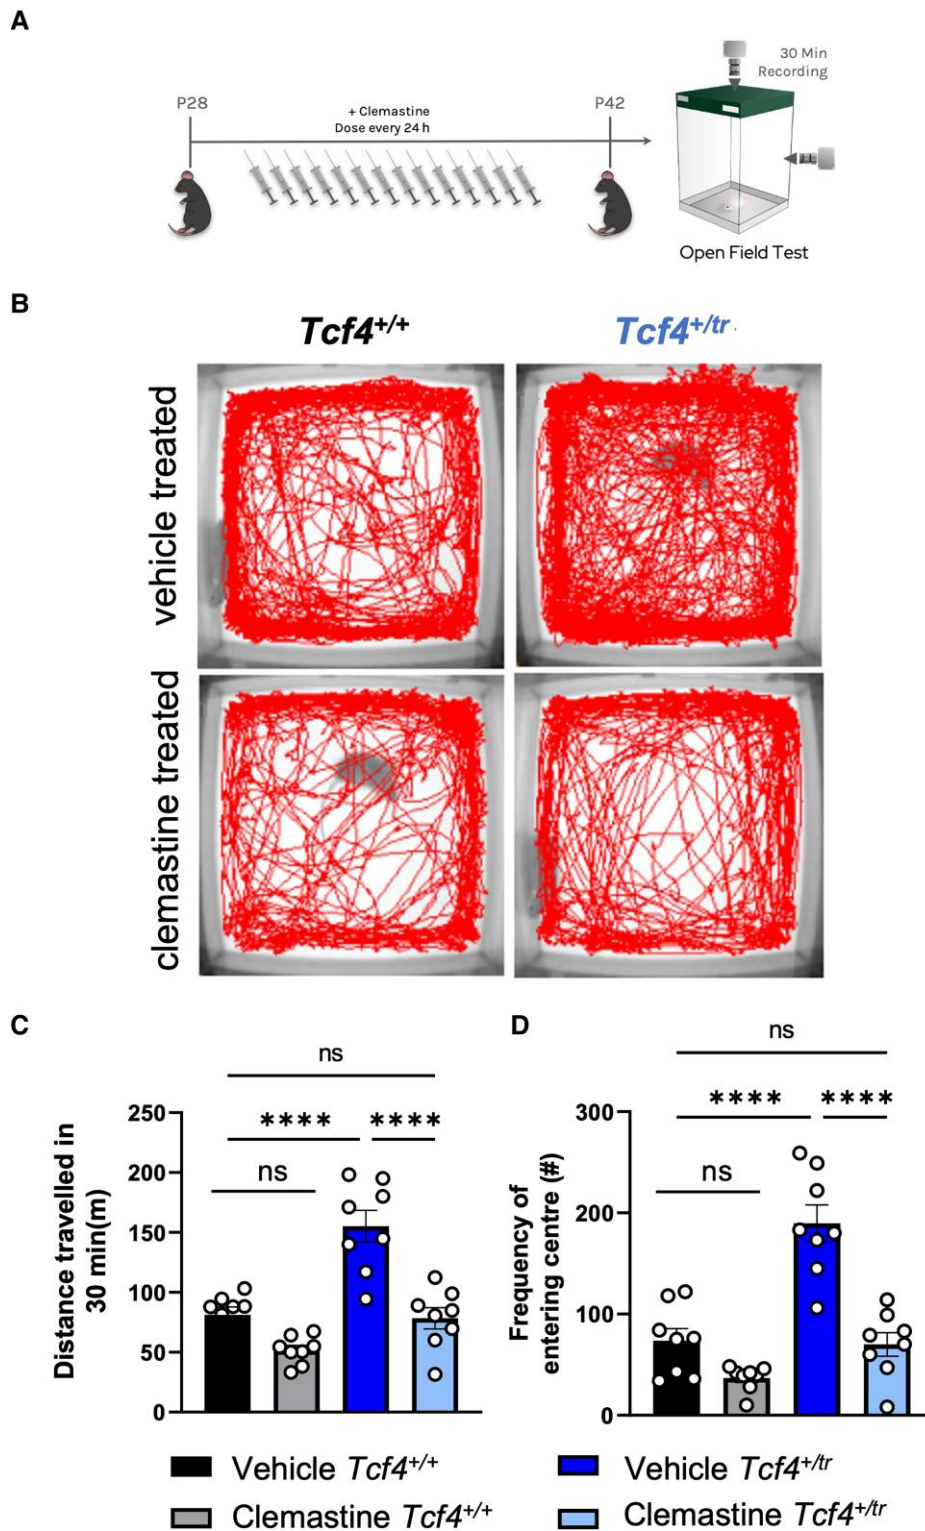 A
P28
+ Clemastine
Dose every 24 h
P42
30 Min
Recording
Open Field Test
B
Tcf4+/+
Tcf4+/tr
vehicle treated
clemastine treated
C
Distance travelled in
30 min(m)
250
200
150
100
50
0
ns
****
****
ns
D
Frequency of
entering centre (#)
300
200
100
0
ns
****
****
ns
Vehicle Tcf4+/+
Vehicle Tcf4+/tr
Clemastine Tcf4+/+
Clemastine Tcf4+/tr